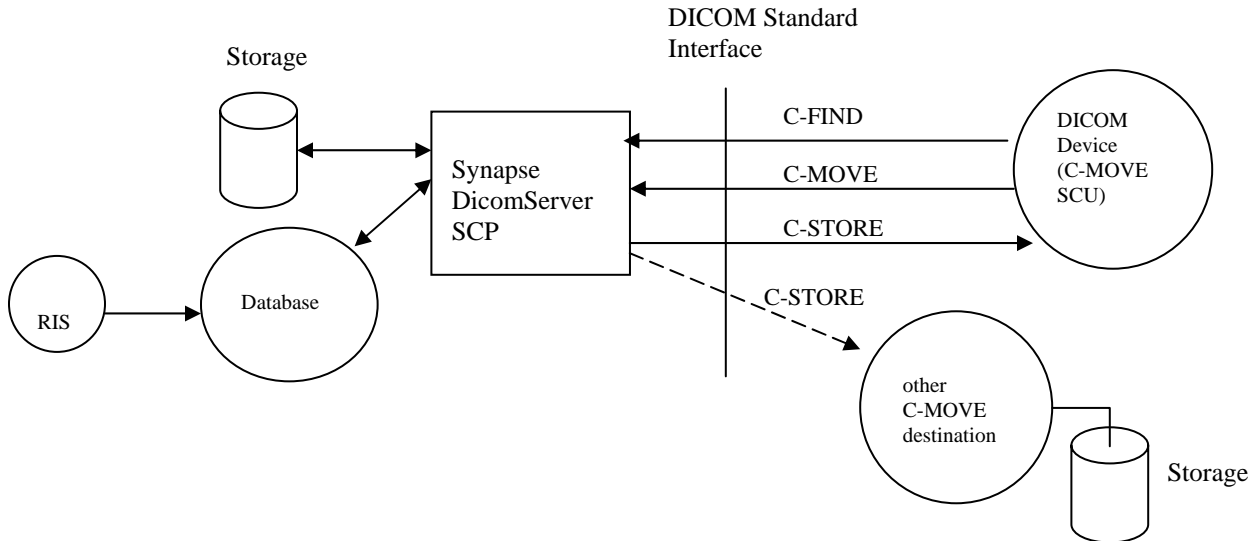 DICOM Standard
Interface
Storage
C-FIND
DICOM
Device
(C-MOVE
SCU)
Synapse
DicomServer
SCP
C-MOVE
C-STORE
C-STORE
Database
RIS
other
C-MOVE
destination
Storage